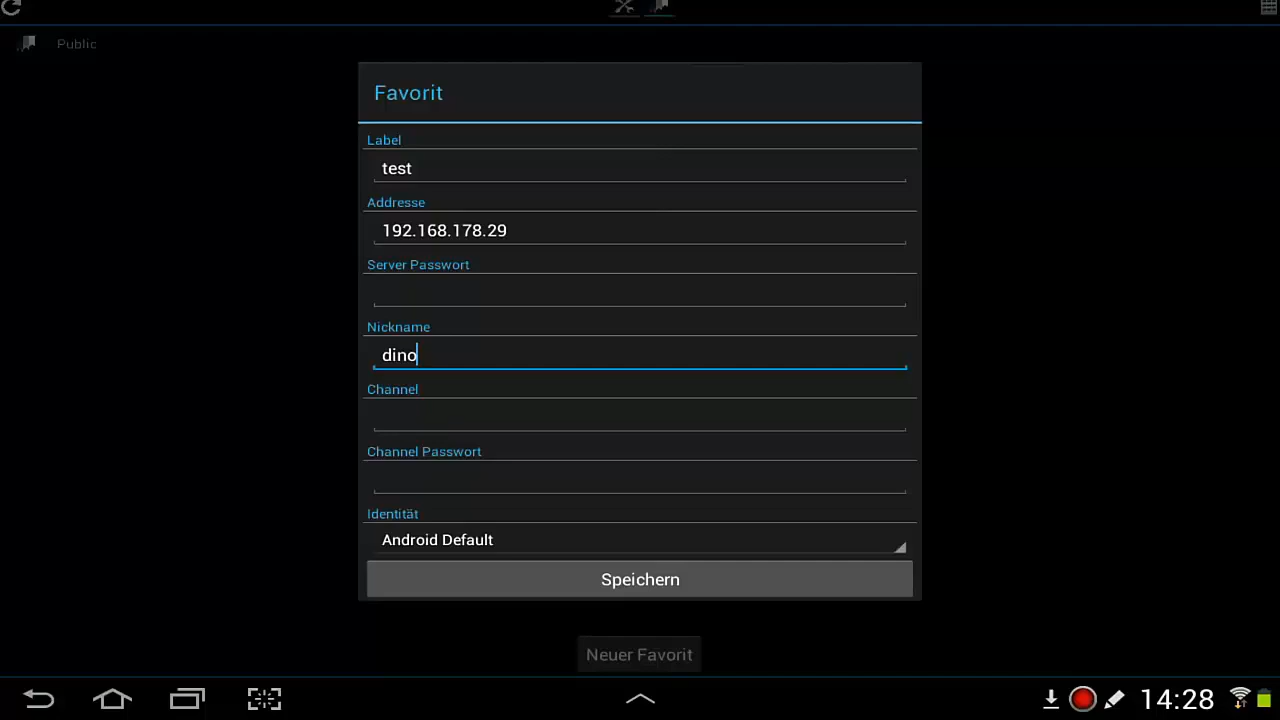 Public
Favorit
Label
test
Addresse
192.168.178.29
Server Passwort
Nickname
dino
Channel
Channel Passwort
Identität
Android Default
Speichern
Neuer Favorit
14:28